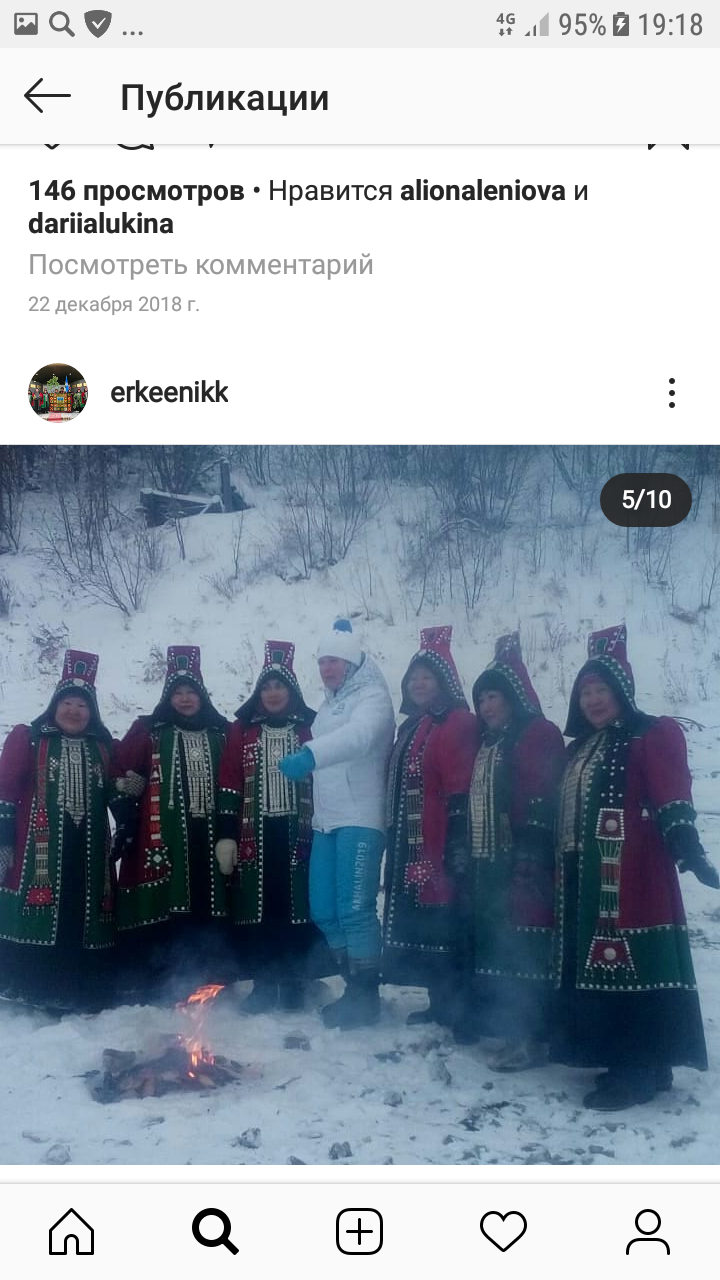 4G 95% 19:18
Публикации
146 просмотров • Нравится alionaleniova и
dariialukina
Посмотреть комментарий
22 декабря 2018 г.
erkeenikk
5/10